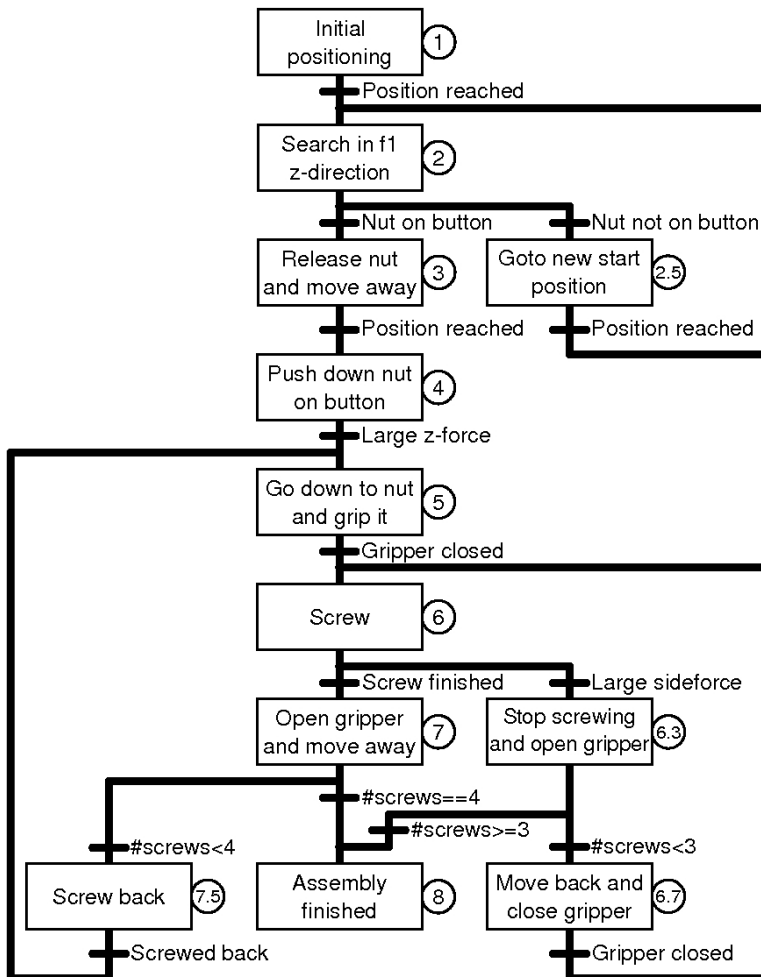 Initial
positioning
1
Position reached
Search in f1
z-direction
2
Nut on button
Nut not on button
Release nut
and move away
3
Goto new start
position
2.5
Position reached
Position reached
Push down nut
on button
4
Large z-force
Go down to nut
and grip it
5
Gripper closed
Screw
6
Screw finished
Large sideforce
Open gripper
and move away
7
Stop screwing
and open gripper
6.3
#screws==4
#screws>=3
#screws<4
#screws<3
Screw back
7.5
Assembly
finished
8
Move back and
close gripper
6.7
Screwed back
Gripper closed